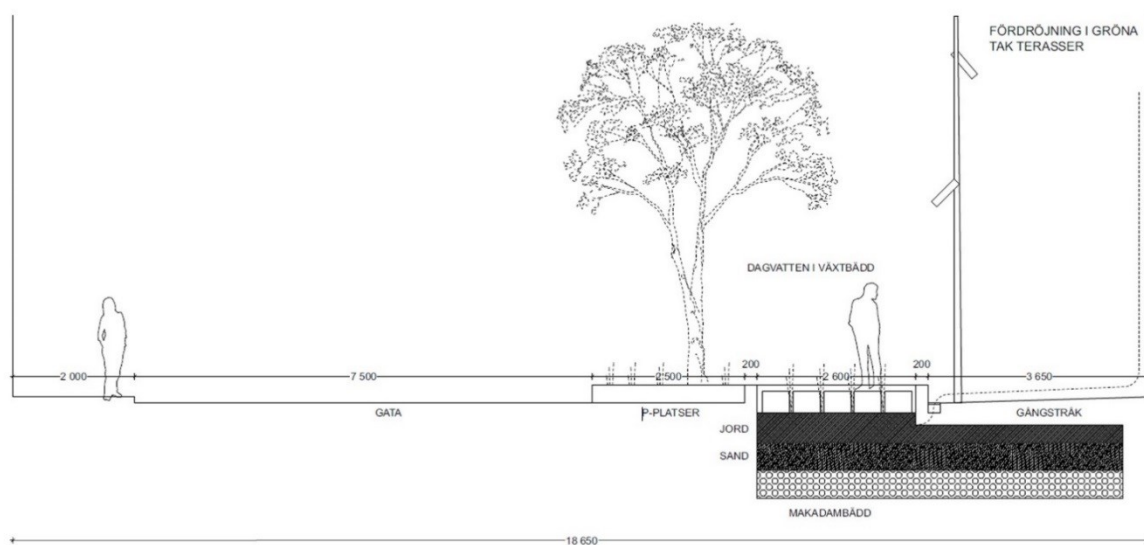 FÖRDRÖJNING I GRÖNA
TAK TERASSER
DAGVATTEN I VÄXTBÄDD
2 000
7 500
2 500
200
2 600
200
3 650
GATA
P-PLATSER
GÅNGSTRÅK
JORD
SAND
MAKADAMBÄDD
18 650